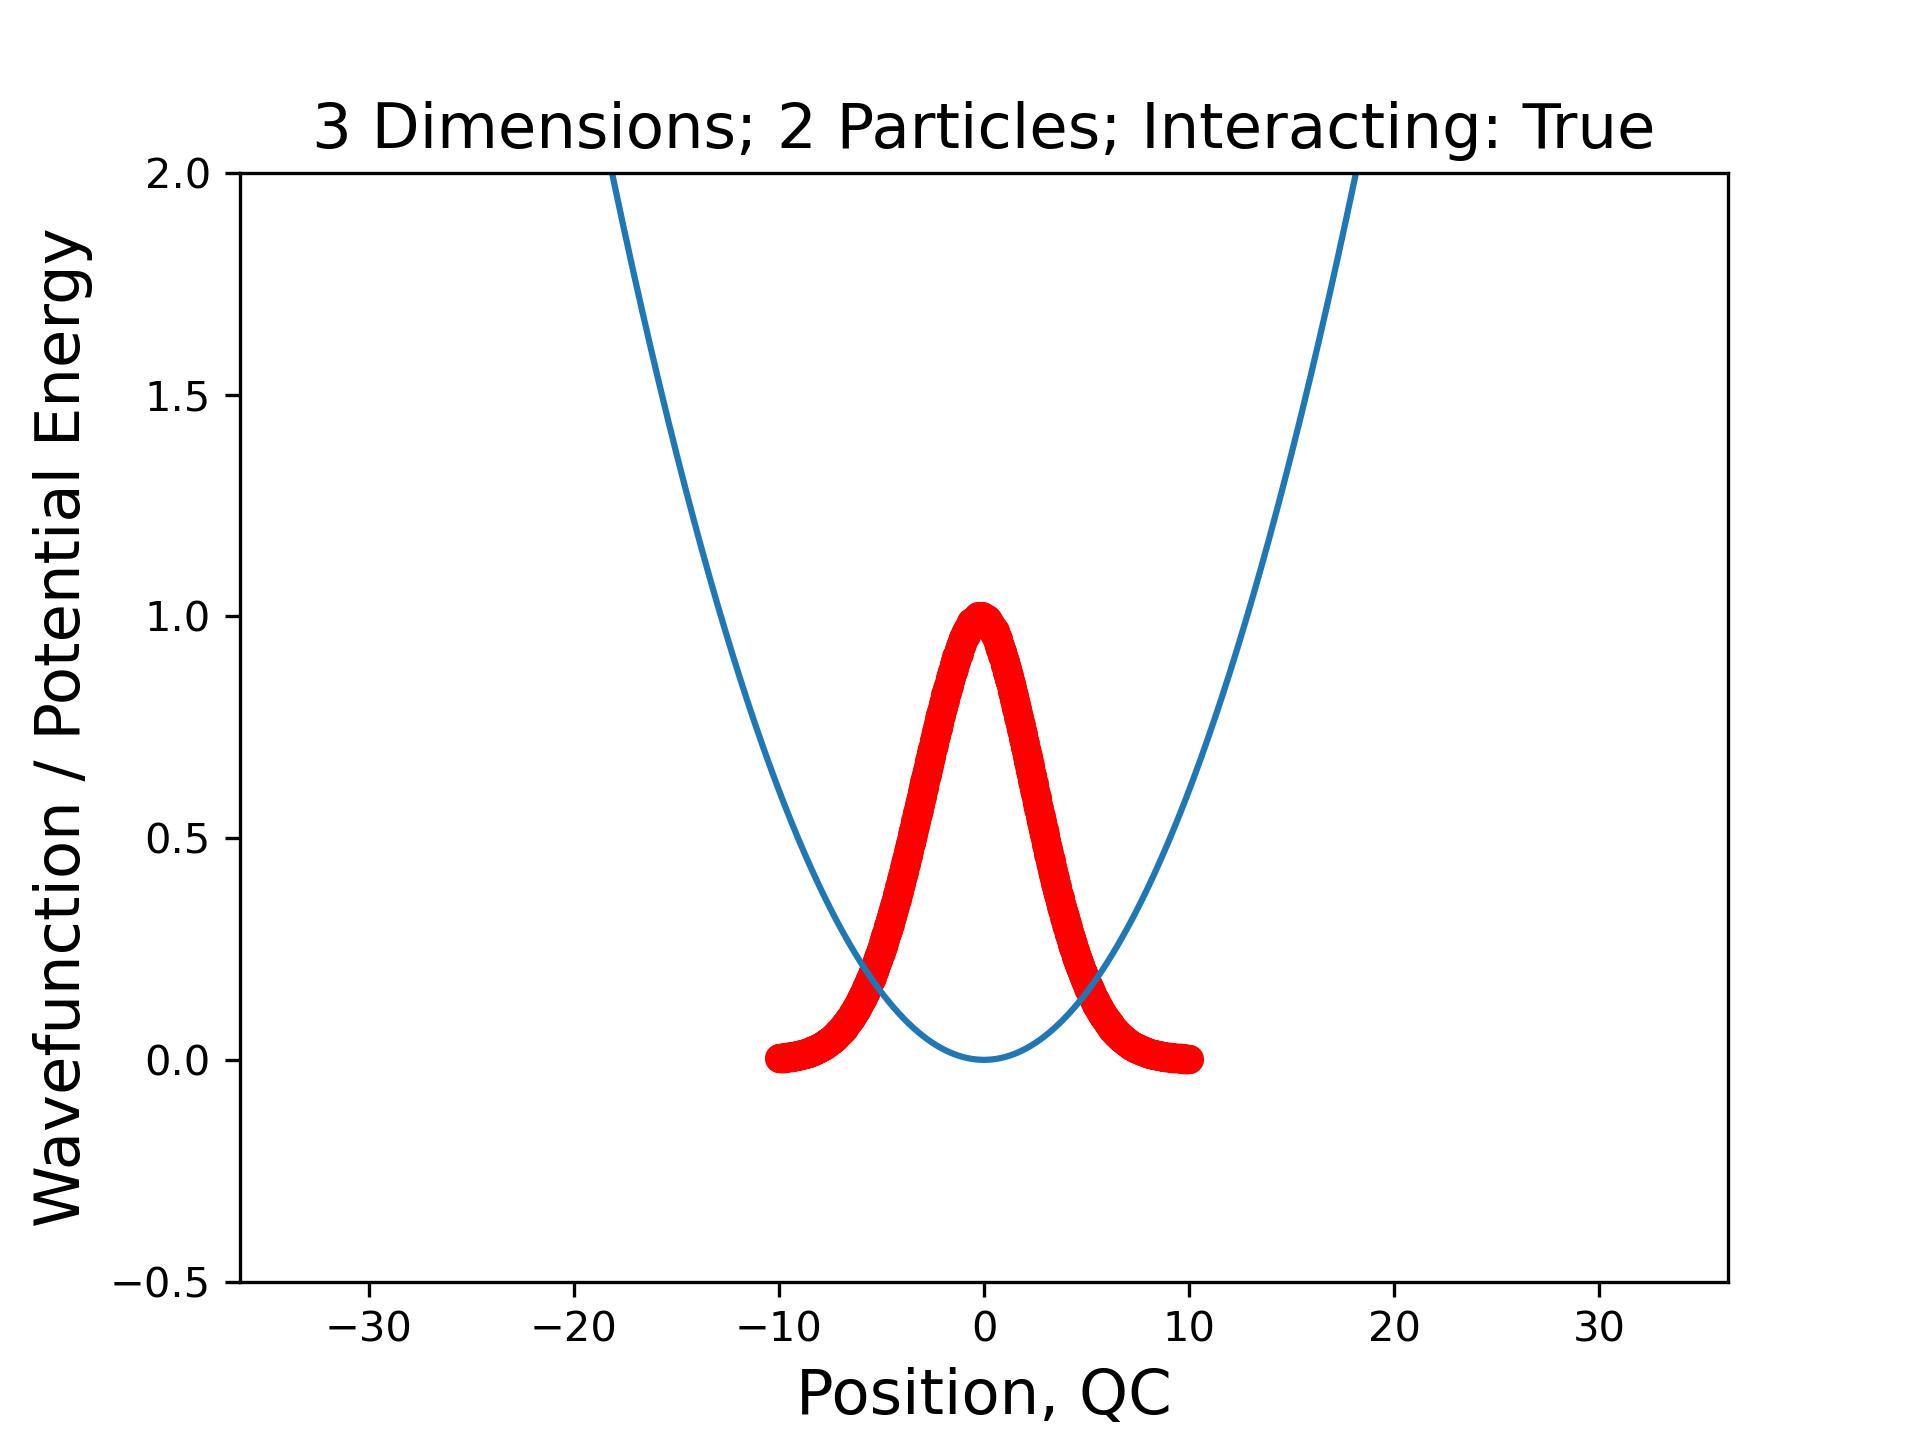 3 Dimensions; 2 Particles; Interacting: True
Wavefunction / Potential Energy
2.0
1.5
1.0
0.5
0.0
−0.5
−30 −20 −10 0 10 20 30
Position, QC